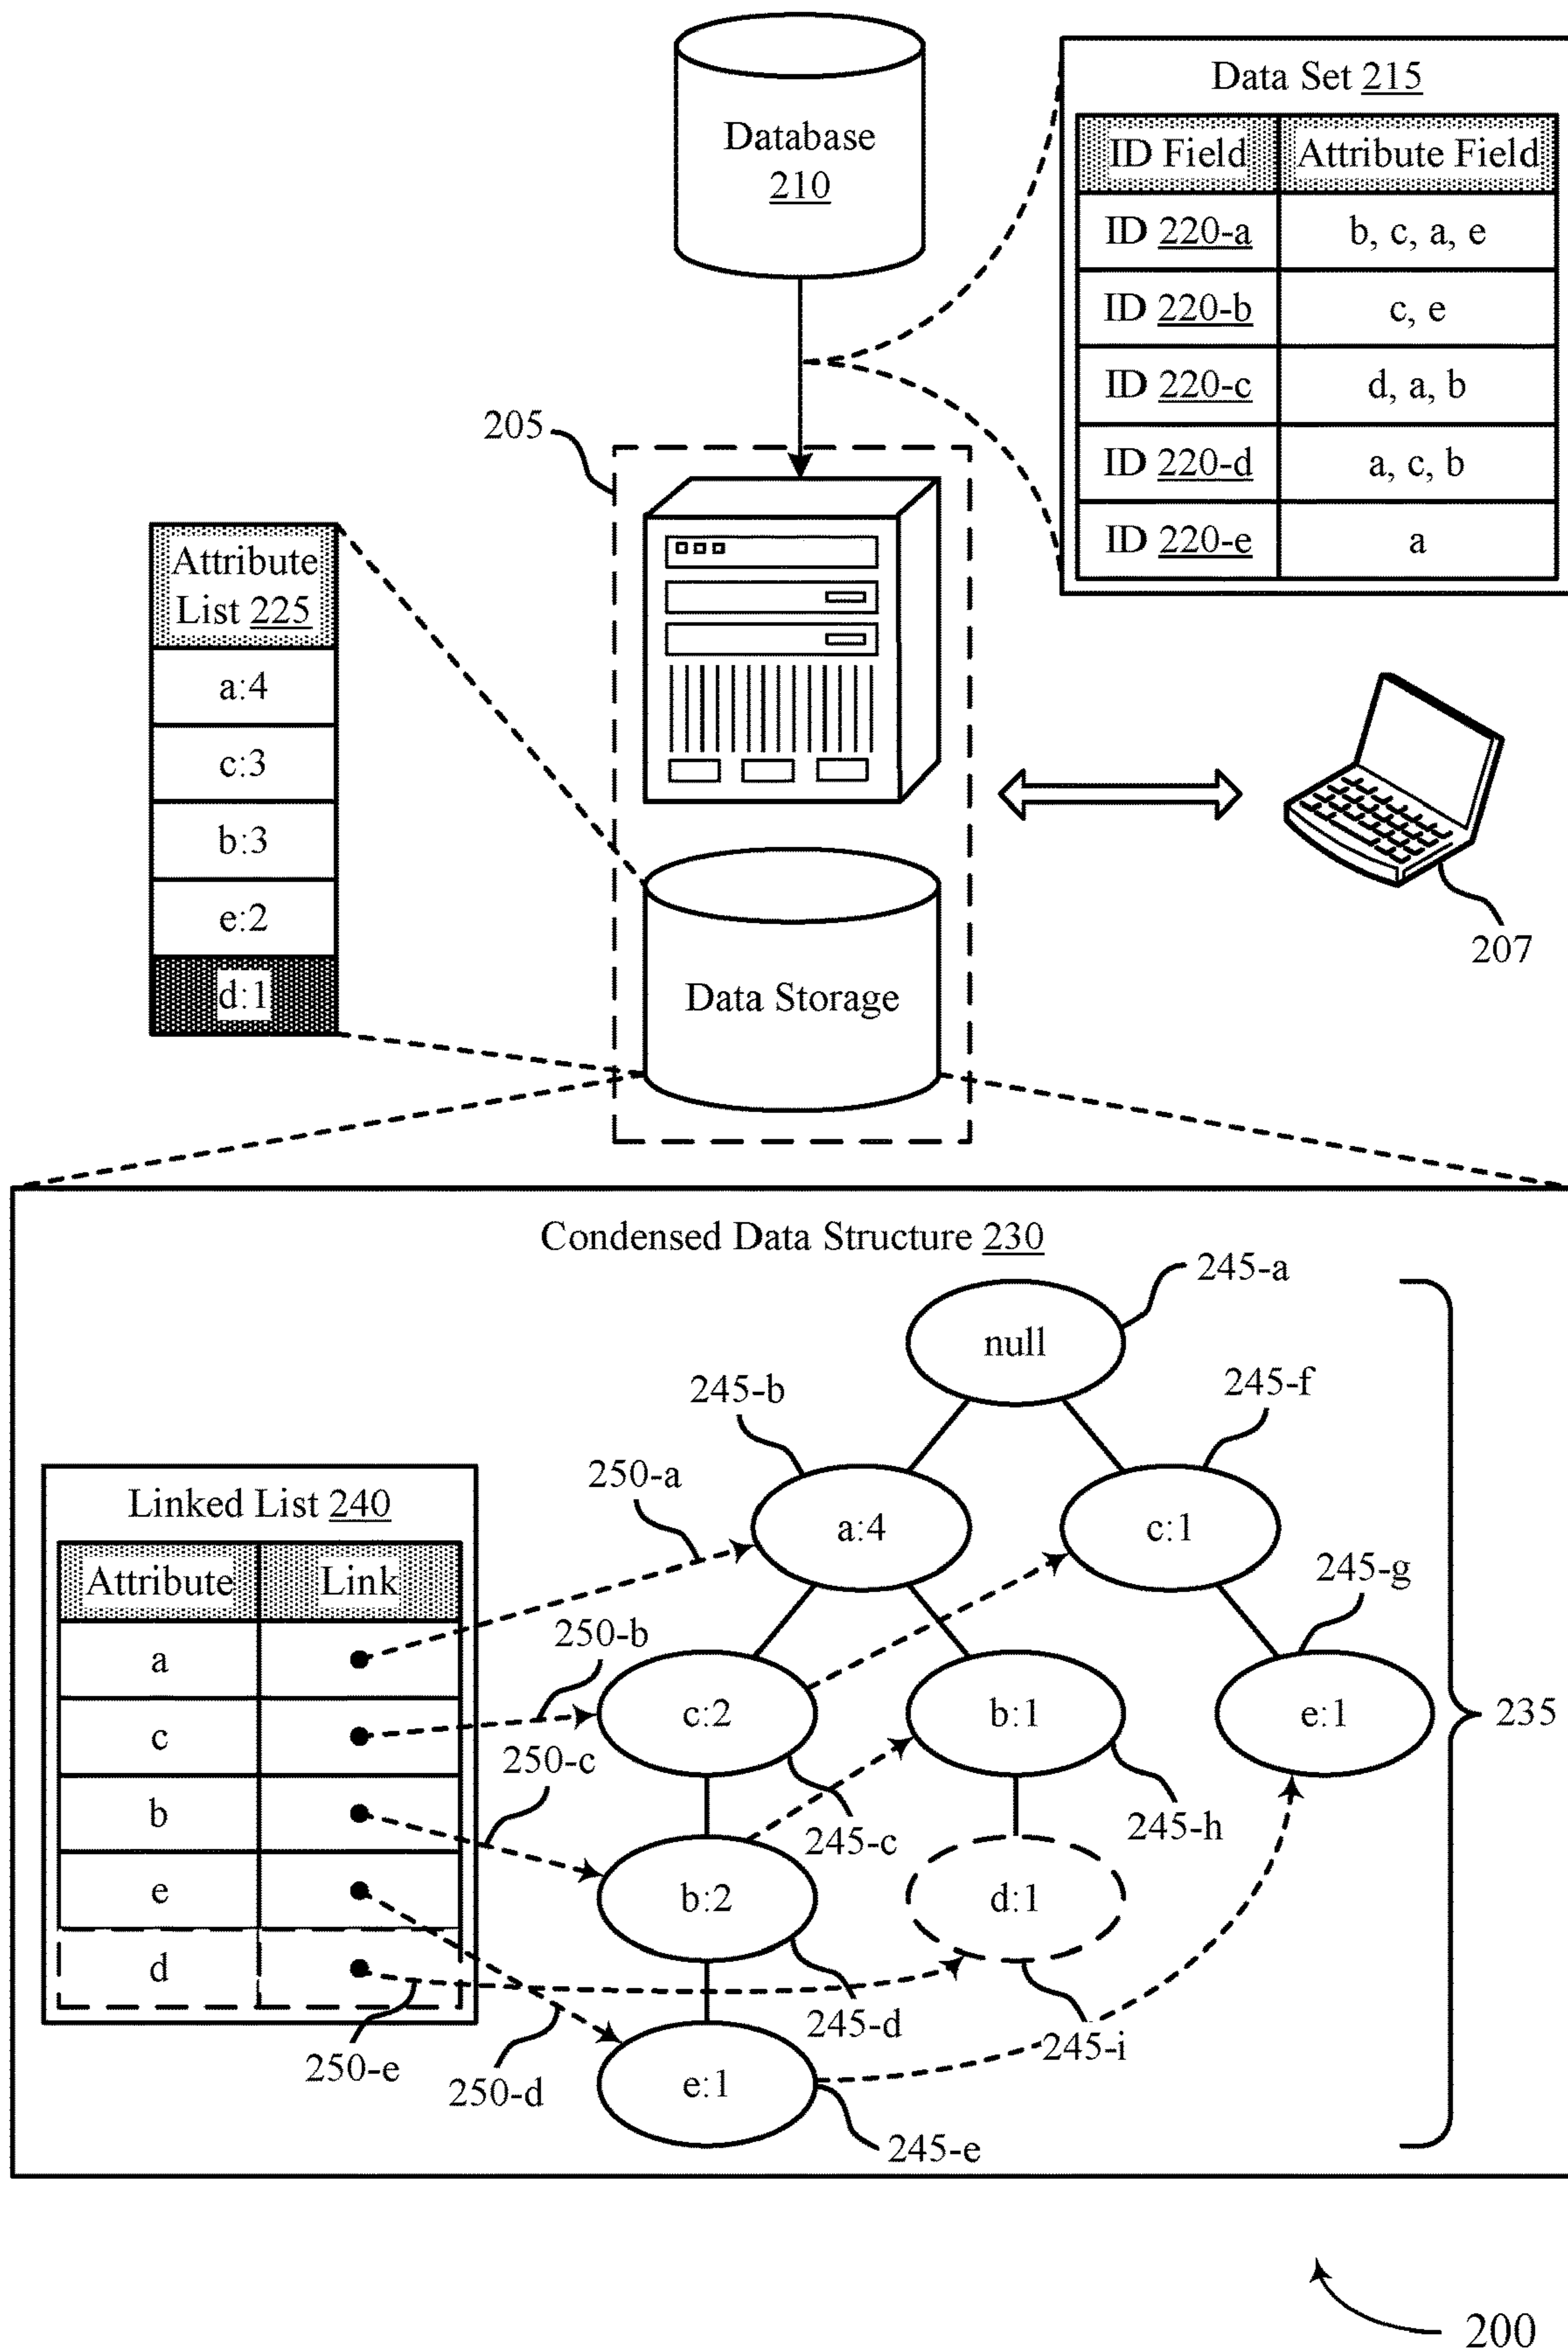 Database
210
Data Set 215
ID Field Attribute Field
ID 220-a b, c, a, e
ID 220-b c, e
ID 220-c d, a, b
ID 220-d a, c, b
ID 220-e a
205
Attribute
List 225
a:4
c:3
b:3
e:2
d:1
Data Storage
207
Condensed Data Structure 230
245-a
null
245-b
245-f
250-a
a:4
c:1
Linked List 240
Attribute Link
a
c
b
e
d
250-b
245-g
c:2
b:1
e:1
235
250-c
245-c
245-h
b:2
d:1
245-d
245-i
250-e
250-d
e:1
245-e
200